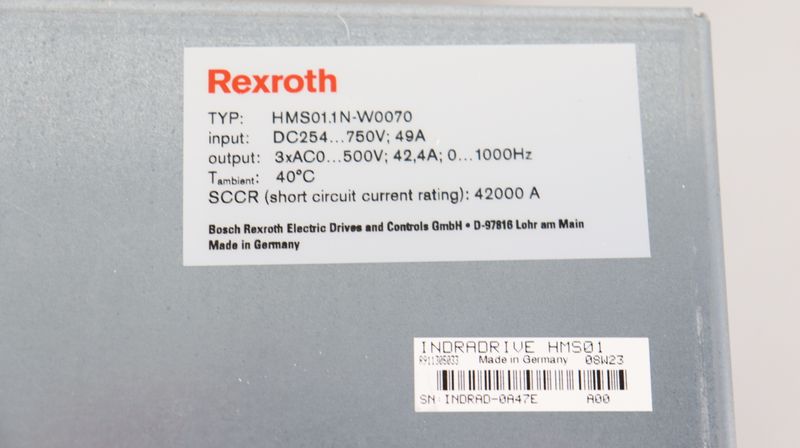 Rexroth
TYP: HMS01.1N-W0070
input: DC254...750V; 49A
output: 3xAC0...500V; 42,4A; 0...1000Hz
Tambient: 40°C
SCCR (short circuit current rating): 42000 A
Bosch Rexroth Electric Drives and Controls GmbH • D-97816 Lohr am Main
Made in Germany
INDRADRIVE HMS01
R911305033 Made in Germany 08W23
SN: INDRAD-0A47E A00